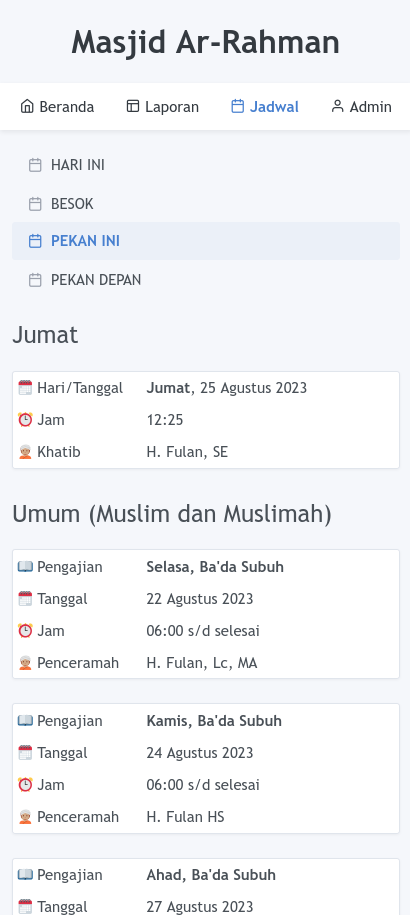 Masjid Ar-Rahman
Beranda Laporan Jadwal Admin
HARI INI
BESOK
PEKAN INI
PEKAN DEPAN
Jumat
Hari/Tanggal Jumat, 25 Agustus 2023
Jam 12:25
Khatib H. Fulan, SE
Umum (Muslim dan Muslimah)
Pengajian Selasa, Ba'da Subuh
Tanggal 22 Agustus 2023
Jam 06:00 s/d selesai
Penceramah H. Fulan, Lc, MA
Pengajian Kamis, Ba'da Subuh
Tanggal 24 Agustus 2023
Jam 06:00 s/d selesai
Penceramah H. Fulan HS
Pengajian Ahad, Ba'da Subuh
Tanggal 27 Agustus 2023